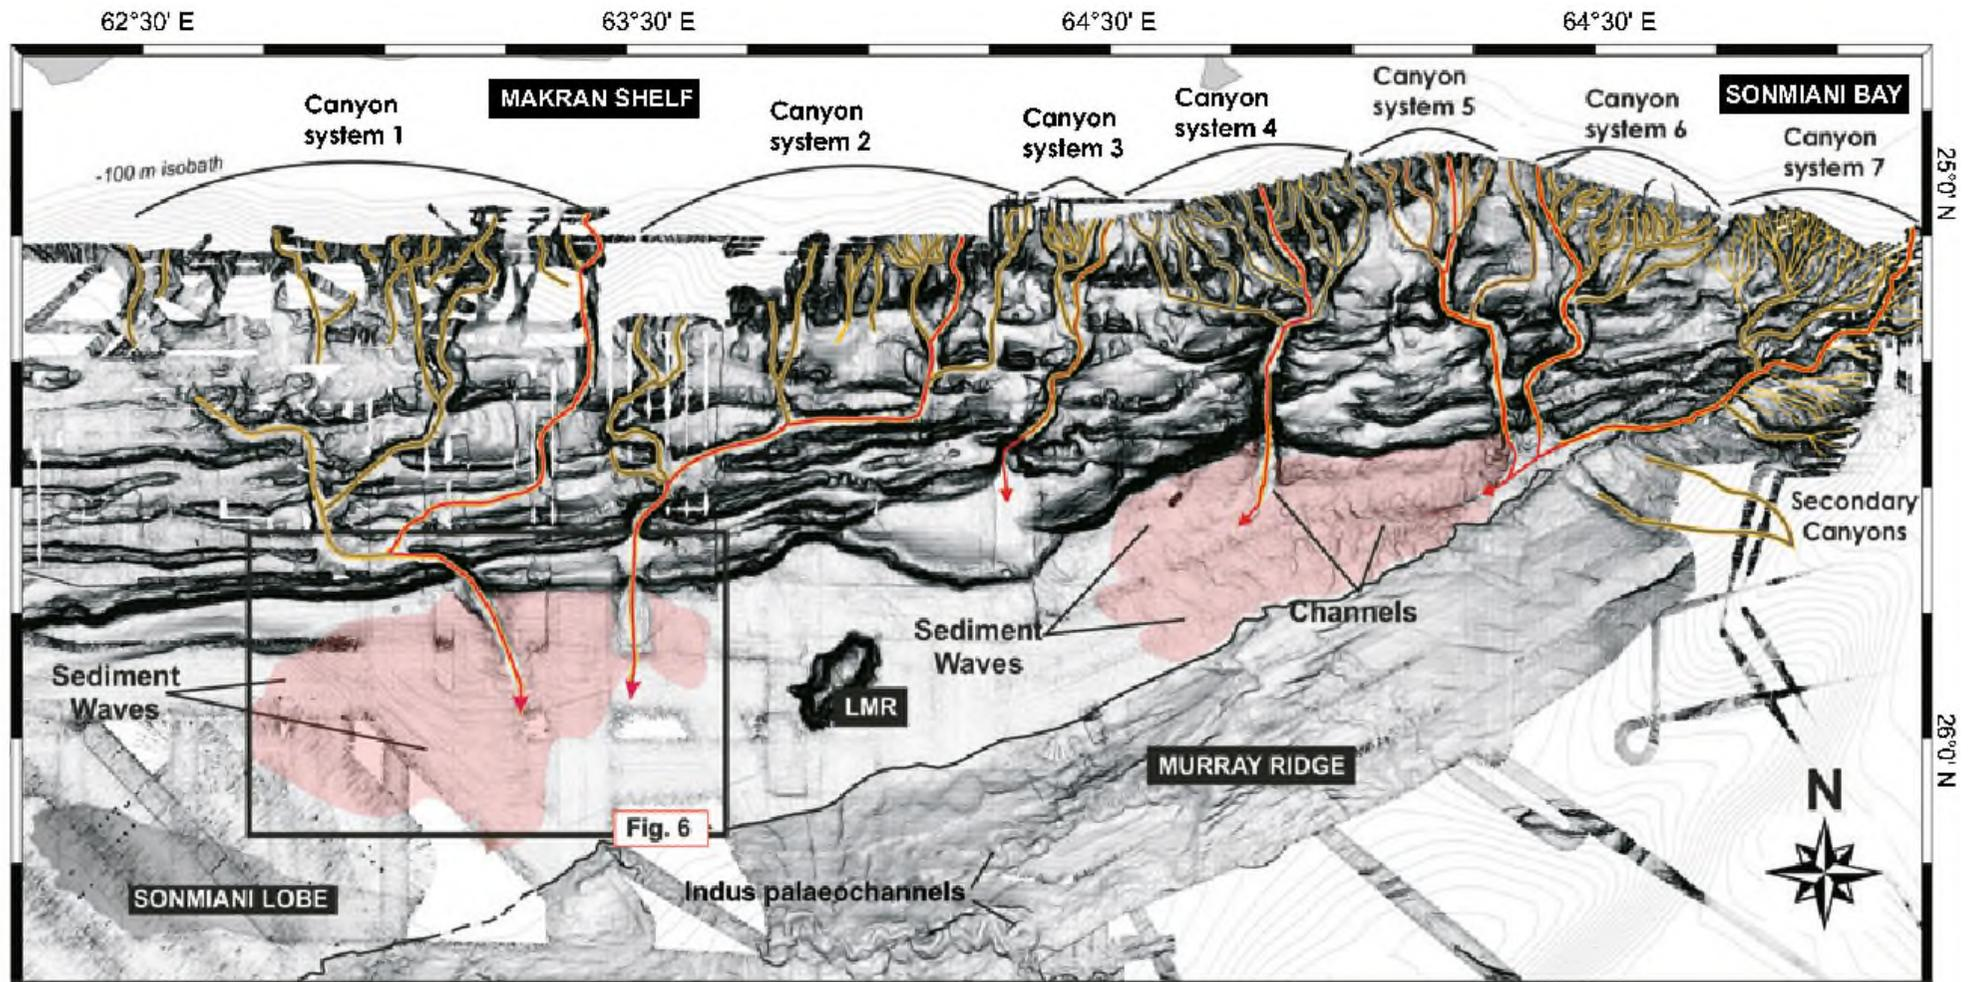 62°30' E
63°30' E
64°30' E
64°30' E
MAKRAN SHELF
SONMIANI BAY
Canyon
system 1
Canyon
system 2
Canyon
system 3
Canyon
system 4
Canyon
system 5
Canyon
system 6
Canyon
system 7
-100 m isobath
25°0' N
Secondary
Canyons
Sediment
Waves
Channels
Sediment
Waves
LMR
MURRAY RIDGE
26°0' N
N
Fig. 6
SONMIANI LOBE
Indus palaeochannels